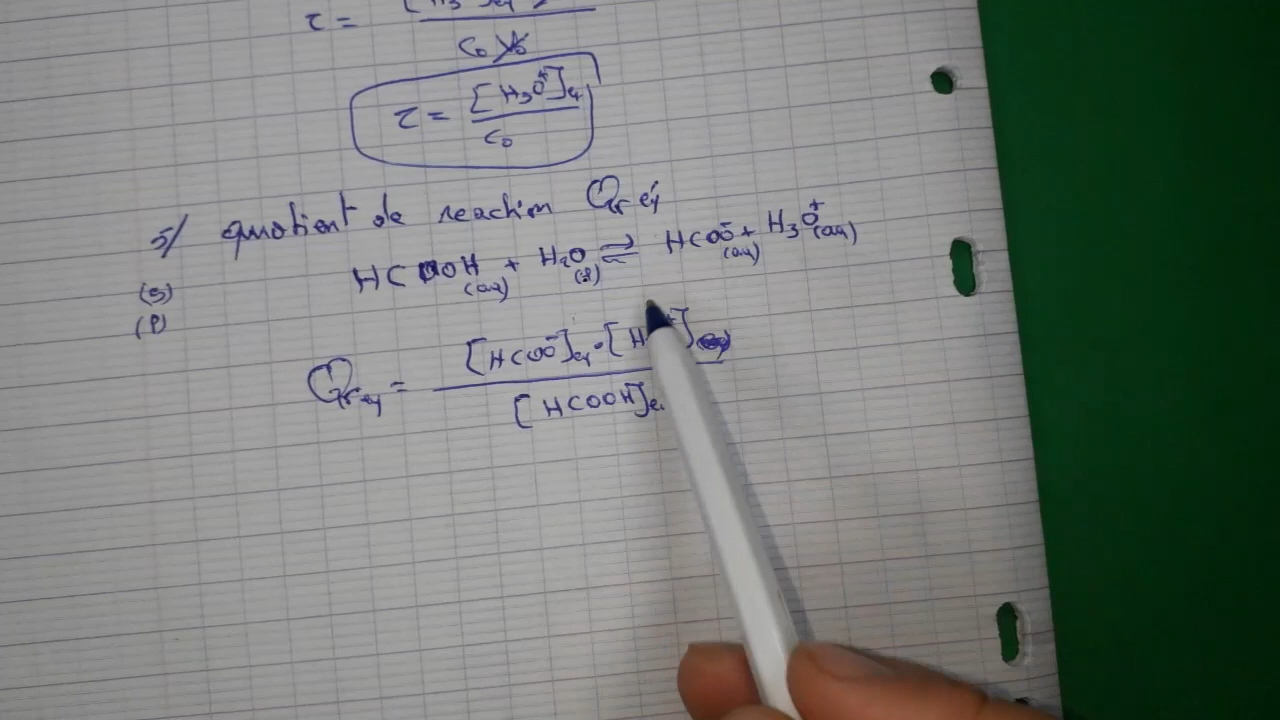 τ =
c₀ V₀
τ = [H₃O⁺]éq / c₀
5/ quotient de reaction Qr éq
HCOOH(aq) + H₂O(l) ⇌ HCOO⁻(aq) + H₃O⁺(aq)
(S)
(l)
Qr,éq = [HCOO⁻]éq · [H
[HCOOH]é